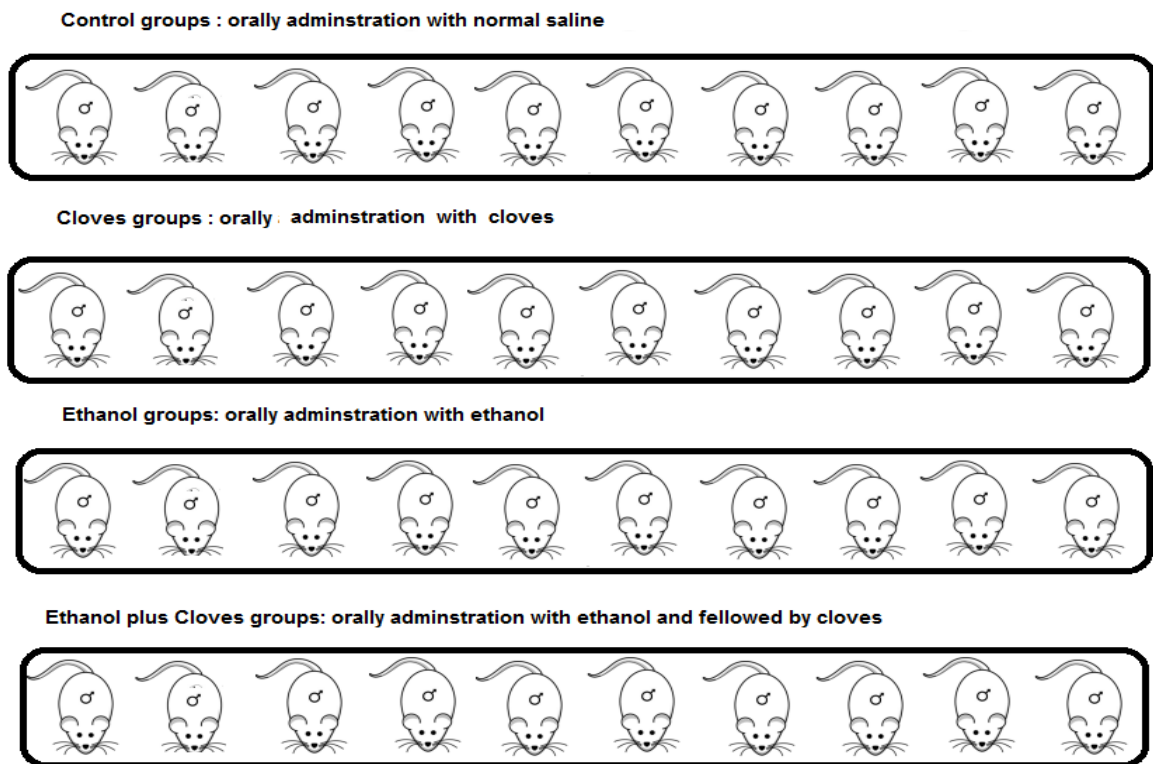 Control groups : orally adminstration with normal saline
Cloves groups : orally adminstration with cloves
Ethanol groups: orally adminstration with ethanol
Ethanol plus Cloves groups: orally adminstration with ethanol and fellowed by cloves